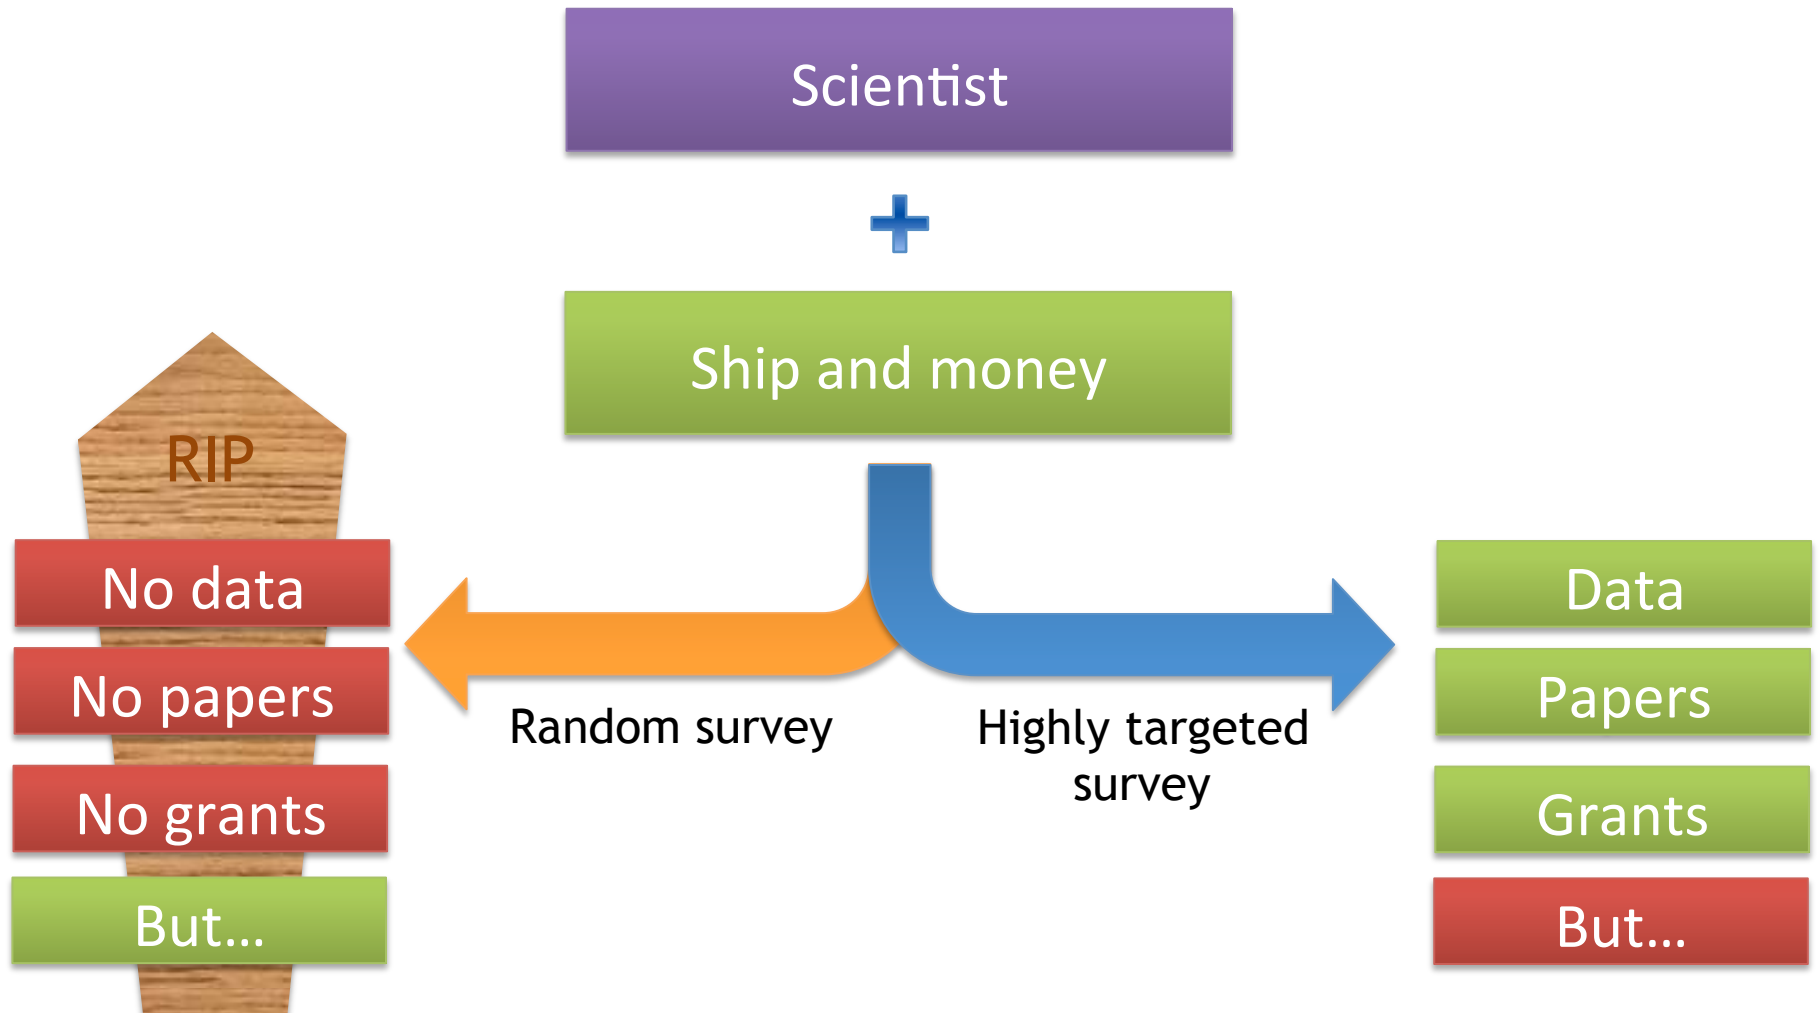 Scientist
Ship and money
RIP
No data
No papers
No grants
But...
Random survey
Highly targeted
survey
Data
Papers
Grants
But...